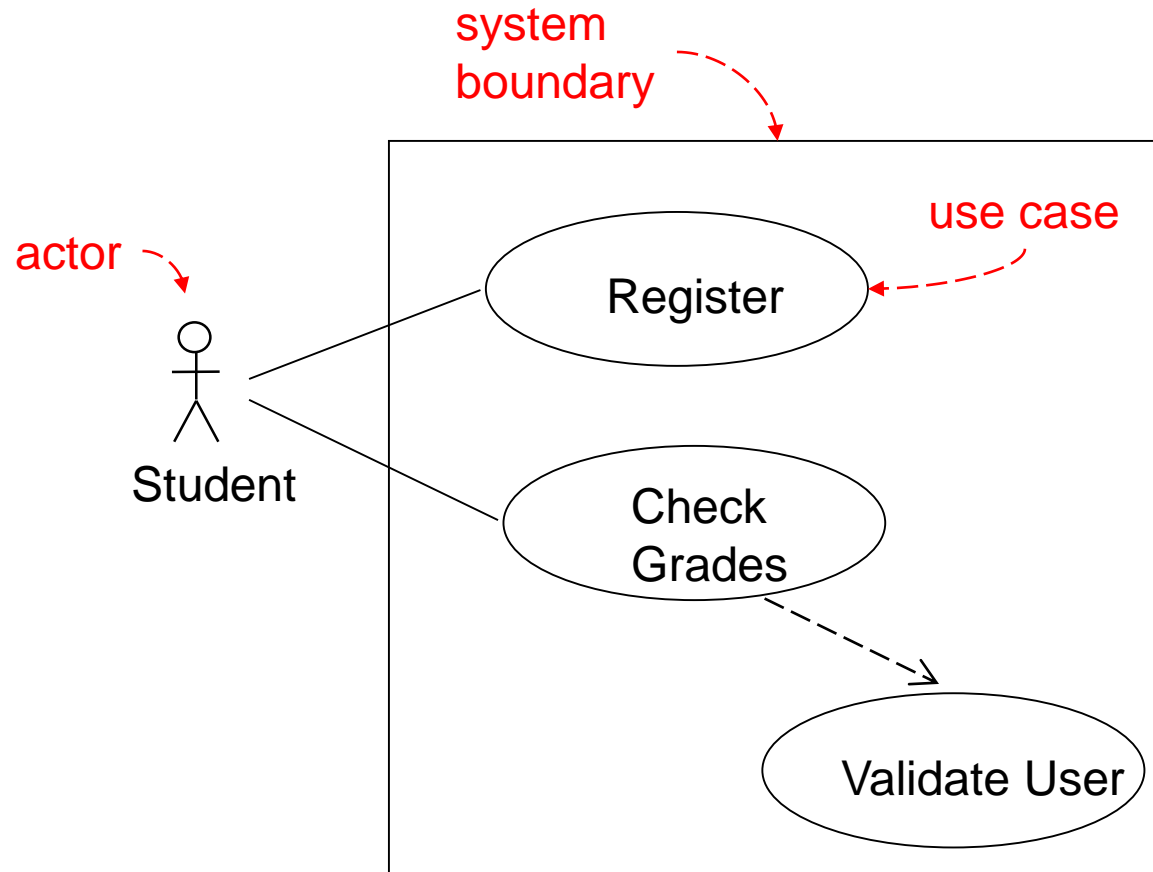 system
boundary
use case
actor
Register
Student
Check
Grades
Validate User